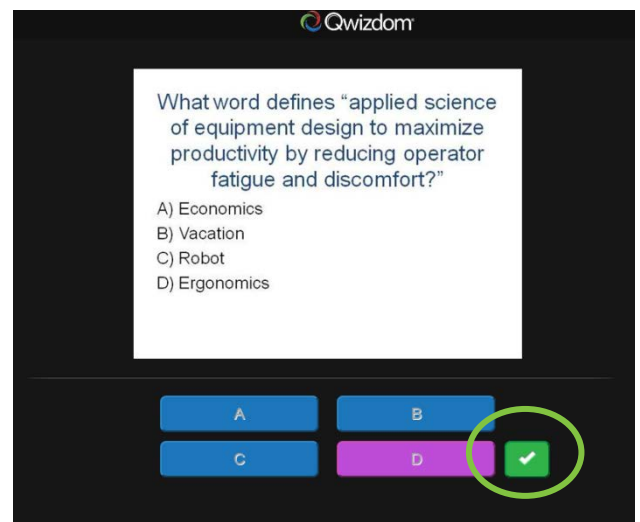 Qwizdom
What word defines “applied science
of equipment design to maximize
productivity by reducing operator
fatigue and discomfort?”
A) Economics
B) Vacation
C) Robot
D) Ergonomics
A
B
C
D